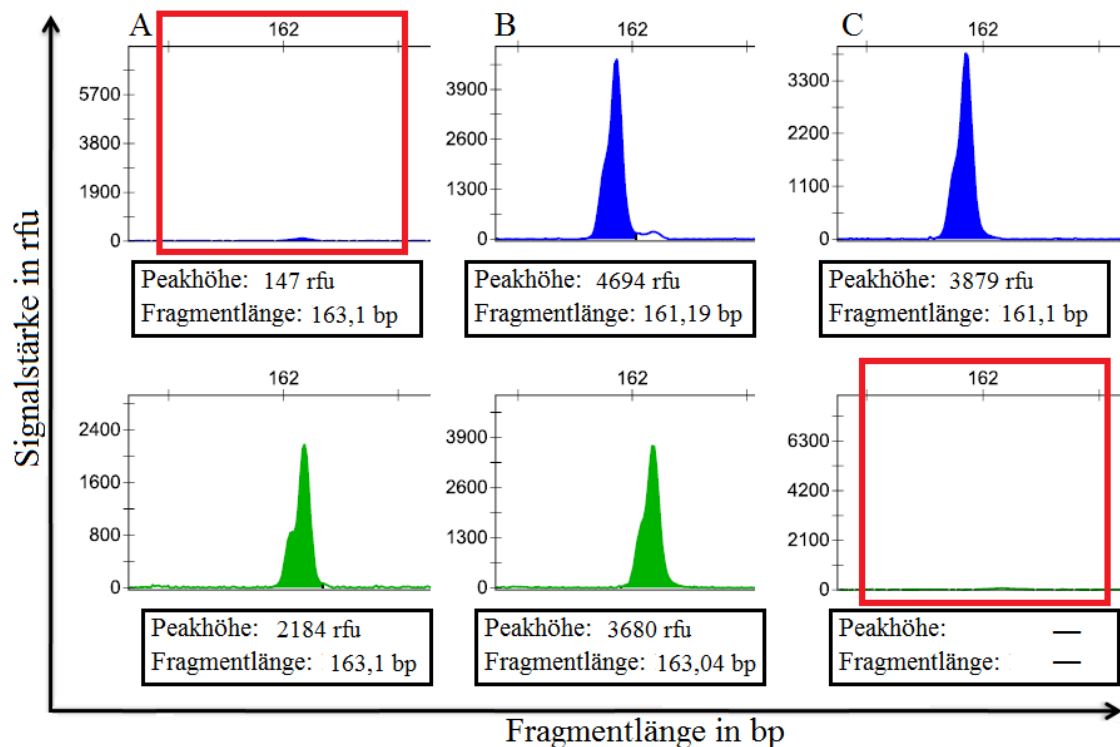 Signalstärke in rfu
A
162
5700
3800
1900
0
Peakhöhe: 147 rfu
Fragmentlänge: 163,1 bp
B
162
3900
2600
1300
0
Peakhöhe: 4694 rfu
Fragmentlänge: 161,19 bp
C
162
3300
2200
1100
0
Peakhöhe: 3879 rfu
Fragmentlänge: 161,1 bp
162
2400
1600
800
0
Peakhöhe: 2184 rfu
Fragmentlänge: 163,1 bp
162
3900
2600
1300
0
Peakhöhe: 3680 rfu
Fragmentlänge: 163,04 bp
162
6300
4200
2100
0
Peakhöhe: —
Fragmentlänge: —
Fragmentlänge in bp